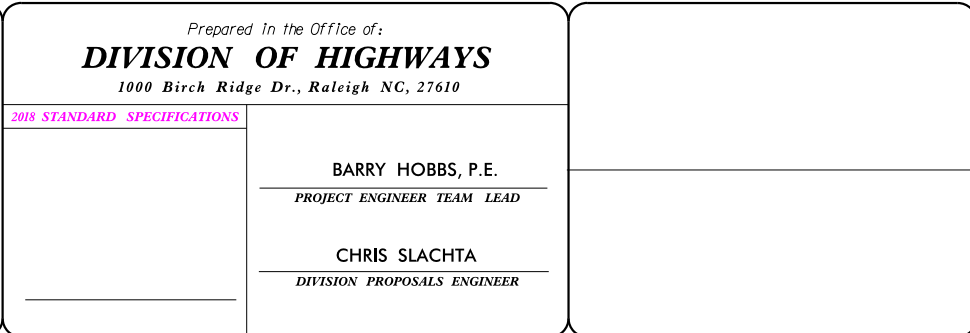 Prepared in the Office of:
DIVISION OF HIGHWAYS
1000 Birch Ridge Dr., Raleigh NC, 27610
2018 STANDARD SPECIFICATIONS
BARRY HOBBS, P.E.
PROJECT ENGINEER TEAM LEAD
CHRIS SLACHTA
DIVISION PROPOSALS ENGINEER